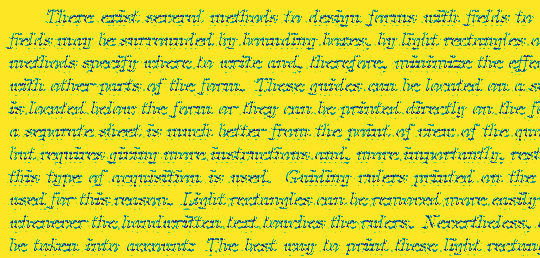 There exist several methods to design forms with fields to
fields may be surrounded by bounding boxes, by light rectangles o
methods specify where to write and, therefore, minimize the effe
with other parts of the form. These guides can be located on a s
is located below the form or they can be printed directly on the fo
a separate sheet is much better from the point of view of the qua
but requires giving more instructions and, more importantly, rest
this type of acquisition is used. Guiding rulers printed on the
used for this reason. Light rectangles can be removed more easily
whenever the handwritten text touches the rulers. Nevertheless,
be taken into account: The best way to print these light rectang